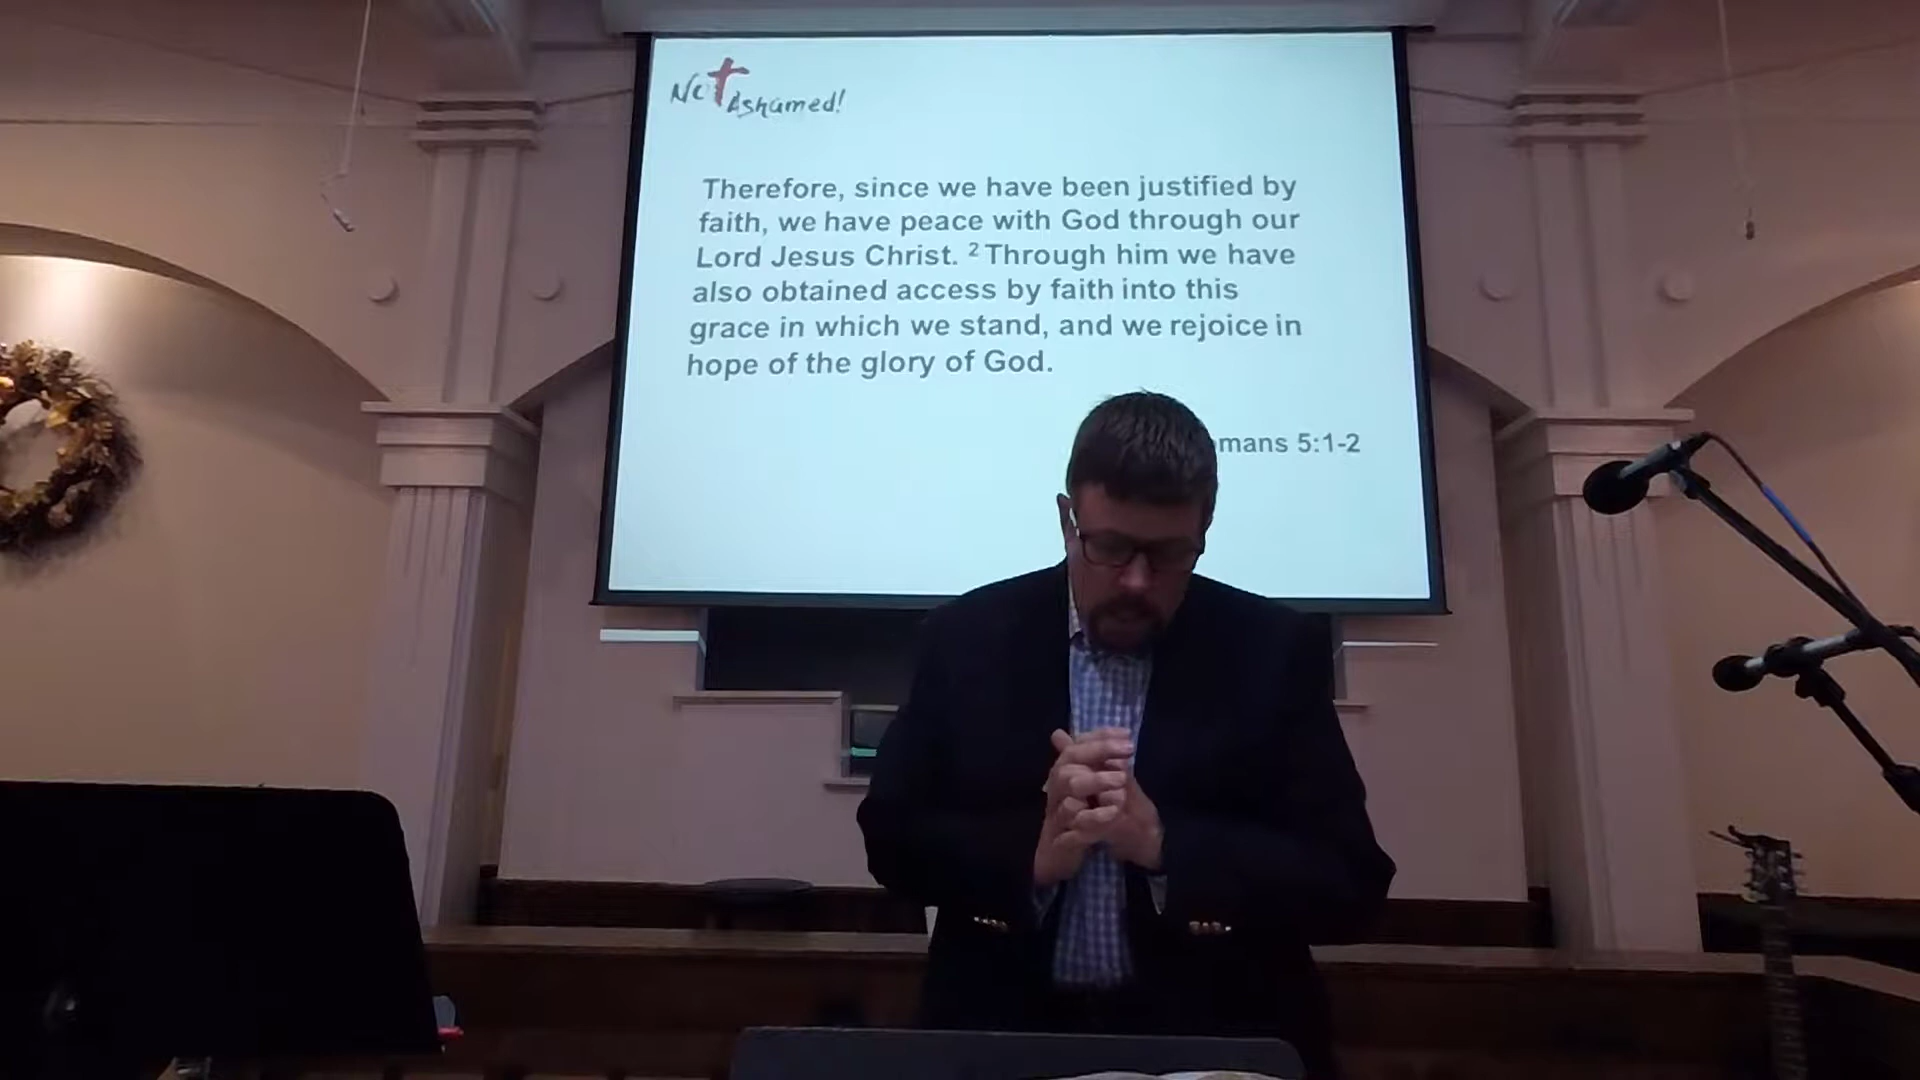 Not Ashamed!
Therefore, since we have been justified by
faith, we have peace with God through our
Lord Jesus Christ. ² Through him we have
also obtained access by faith into this
grace in which we stand, and we rejoice in
hope of the glory of God.
mans 5:1-2